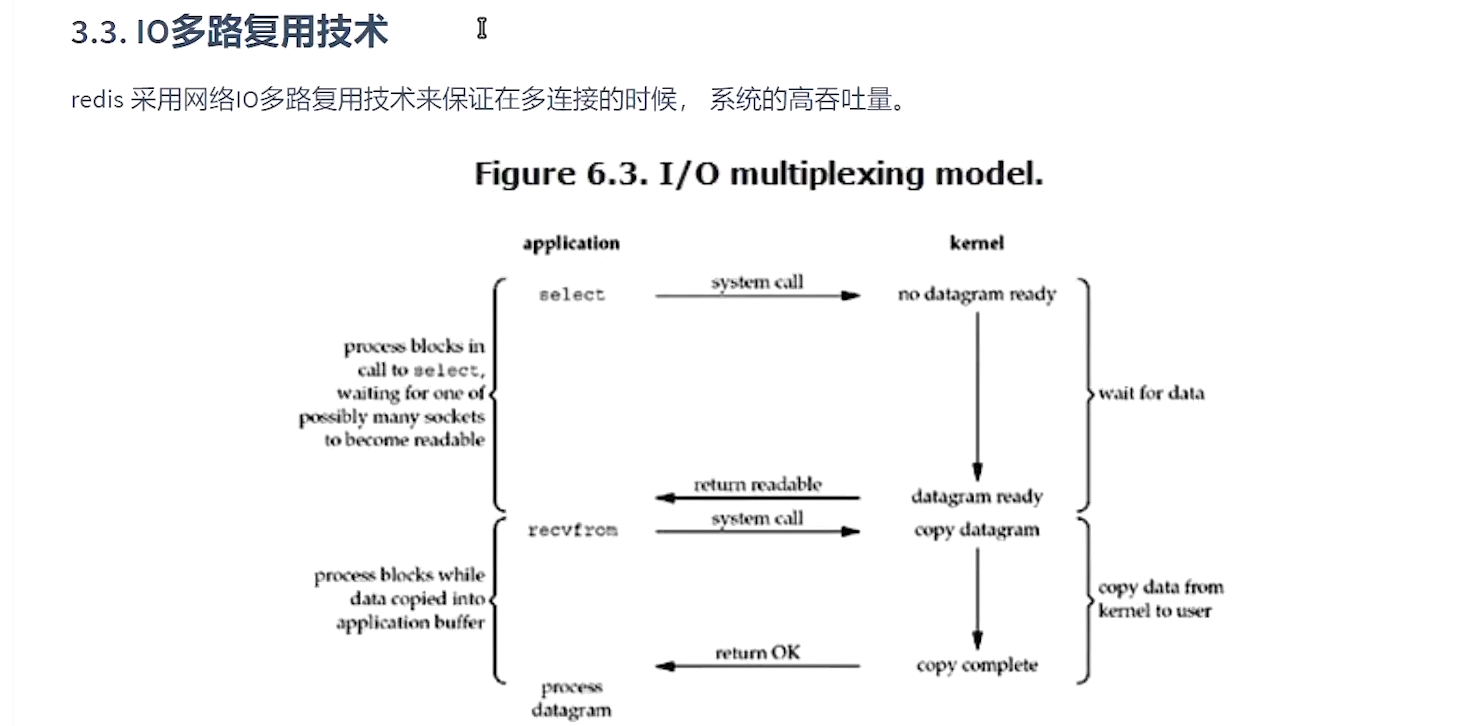 3.3. IO多路复用技术
redis 采用网络IO多路复用技术来保证在多连接的时候， 系统的高吞吐量。
Figure 6.3. I/O multiplexing model.
application
kernel
select
system call
no datagram ready
process blocks in
call to select,
waiting for one of
possibly many sockets
to become readable
wait for data
return readable
datagram ready
recvfrom
system call
copy datagram
process blocks while
data copied into
application buffer
copy data from
kernel to user
return OK
copy complete
process
datagram